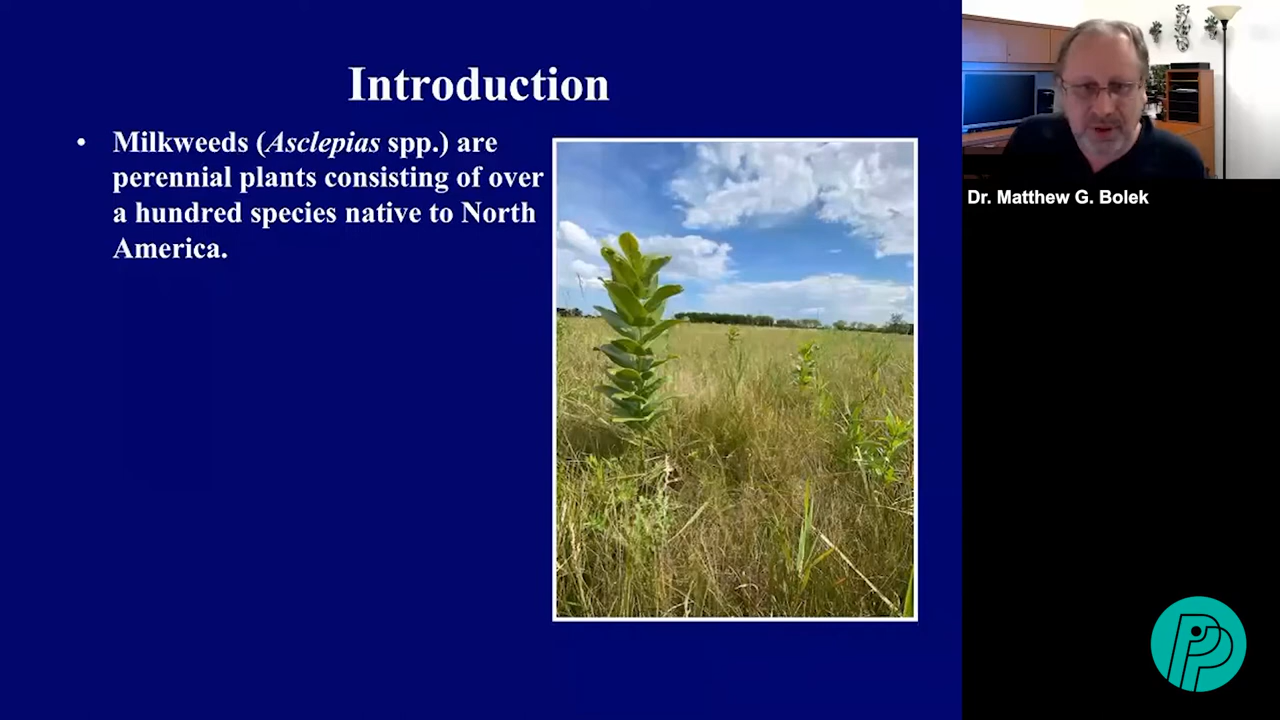 Introduction
• Milkweeds (Asclepias spp.) are
perennial plants consisting of over
a hundred species native to North
America.
Dr. Matthew G. Bolek